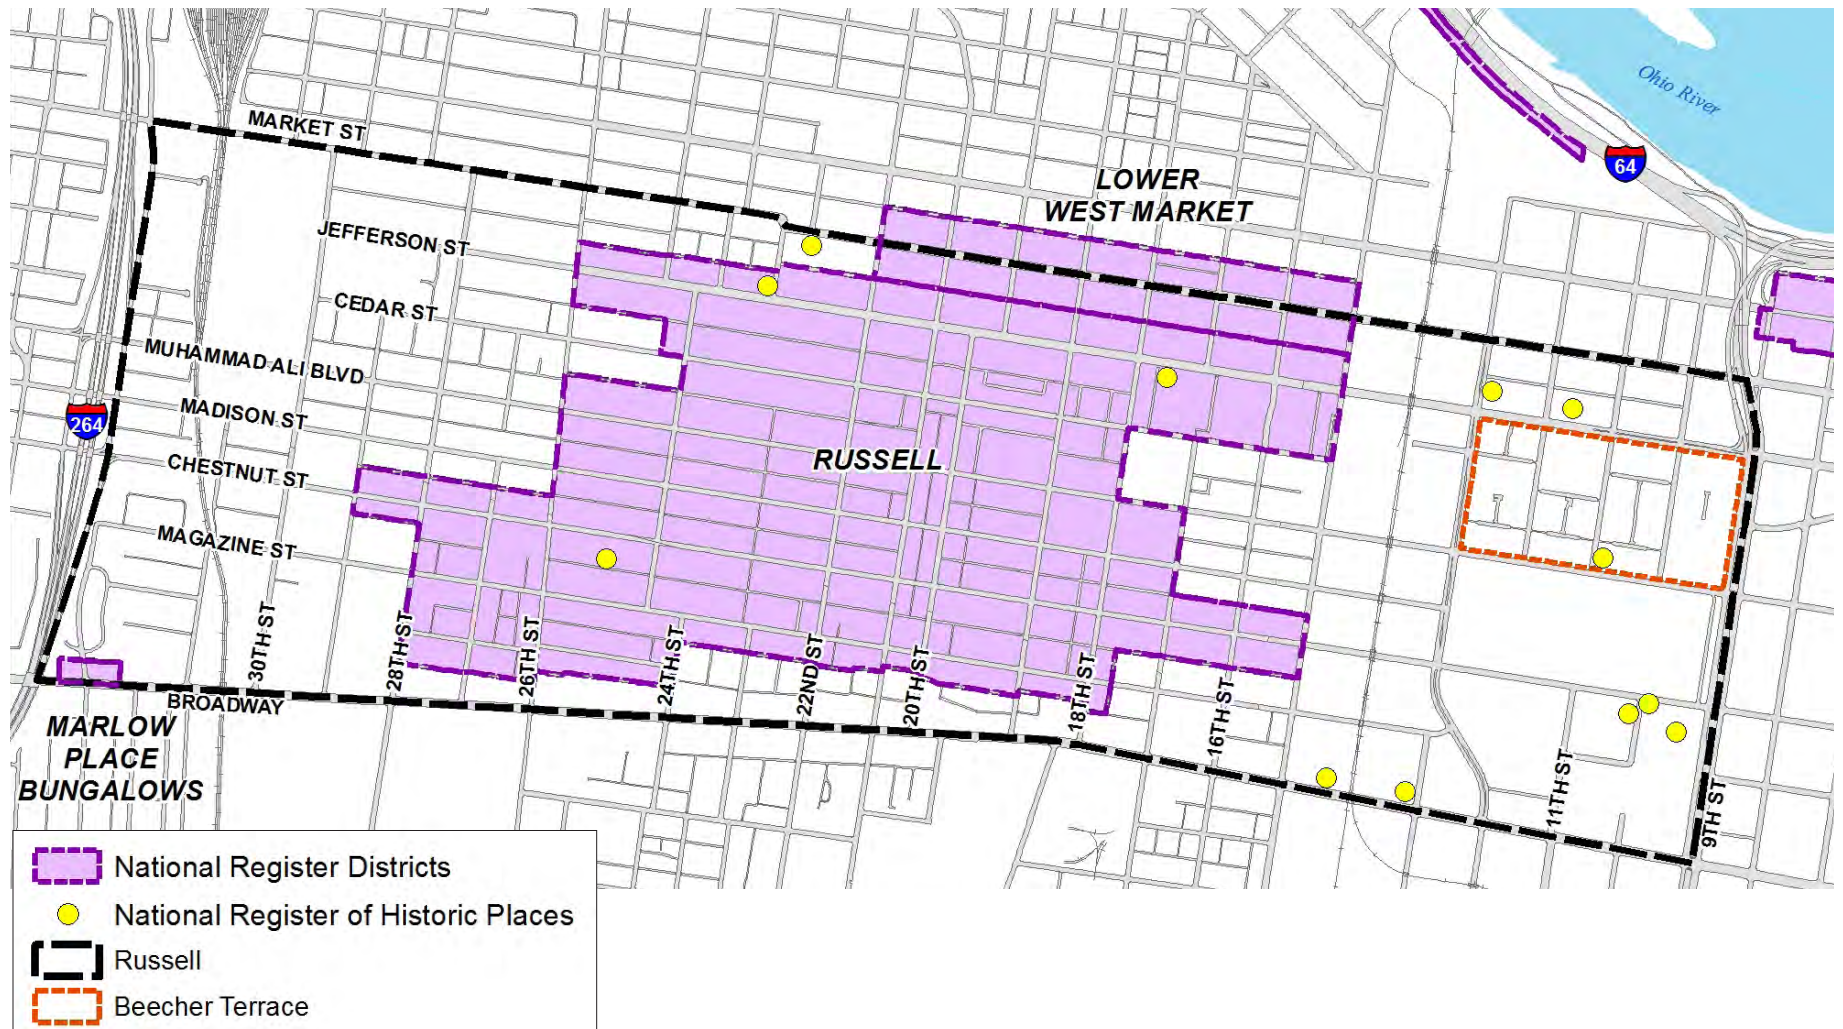 Ohio River
64
MARKET ST
LOWER
WEST MARKET
JEFFERSON ST
CEDAR ST
MUHAMMAD ALI BLVD
MADISON ST
264
CHESTNUT ST
RUSSELL
MAGAZINE ST
30TH ST
28TH ST
26TH ST
24TH ST
22ND ST
20TH ST
18TH ST
16TH ST
11TH ST
9TH ST
BROADWAY
MARLOW
PLACE
BUNGALOWS
National Register Districts
National Register of Historic Places
Russell
Beecher Terrace